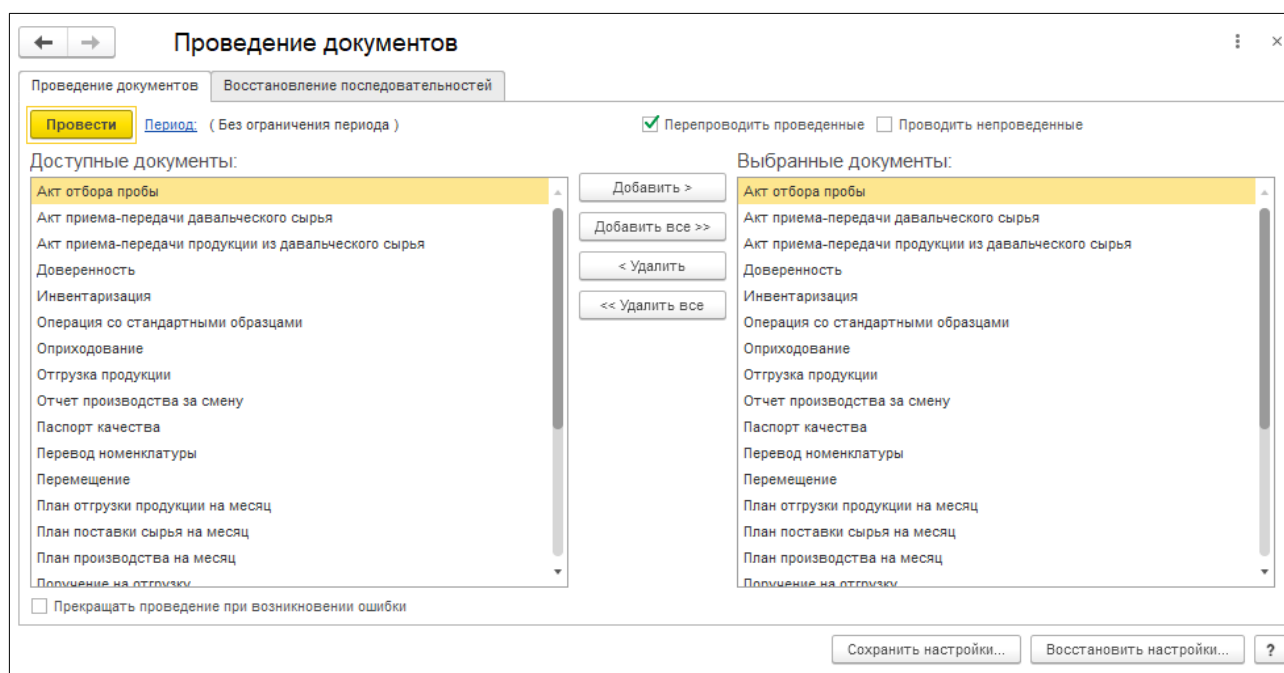 Проведение документов
Проведение документов Восстановление последовательностей
Провести Период: ( Без ограничения периода ) Перепроводить проведенные Проводить непроведенные
Доступные документы:
Акт отбора пробы
Акт приема-передачи давальческого сырья
Акт приема-передачи продукции из давальческого сырья
Доверенность
Инвентаризация
Операция со стандартными образцами
Оприходование
Отгрузка продукции
Отчет производства за смену
Паспорт качества
Перевод номенклатуры
Перемещение
План отгрузки продукции на месяц
План поставки сырья на месяц
План производства на месяц
Поручение на отгрузку
Добавить >
Добавить все >>
< Удалить
<< Удалить все
Выбранные документы:
Акт отбора пробы
Акт приема-передачи давальческого сырья
Акт приема-передачи продукции из давальческого сырья
Доверенность
Инвентаризация
Операция со стандартными образцами
Оприходование
Отгрузка продукции
Отчет производства за смену
Паспорт качества
Перевод номенклатуры
Перемещение
План отгрузки продукции на месяц
План поставки сырья на месяц
План производства на месяц
Поручение на отгрузку
Прекращать проведение при возникновении ошибки
Сохранить настройки... Восстановить настройки... ?